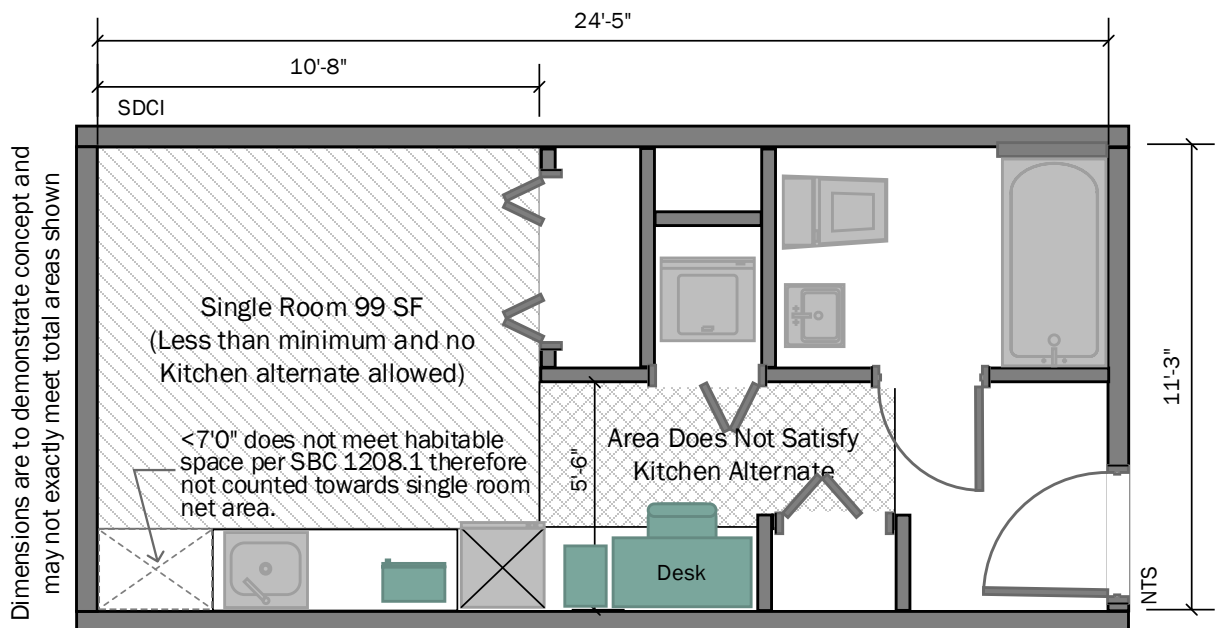 24'-5"
10'-8"
SDCI
Dimensions are to demonstrate concept and
may not exactly meet total areas shown
Single Room 99 SF
(Less than minimum and no
Kitchen alternate allowed)
<7'0" does not meet habitable
space per SBC 1208.1 therefore
not counted towards single room
net area.
5'-6"
Area Does Not Satisfy
Kitchen Alternate
Desk
11'-3"
NTS